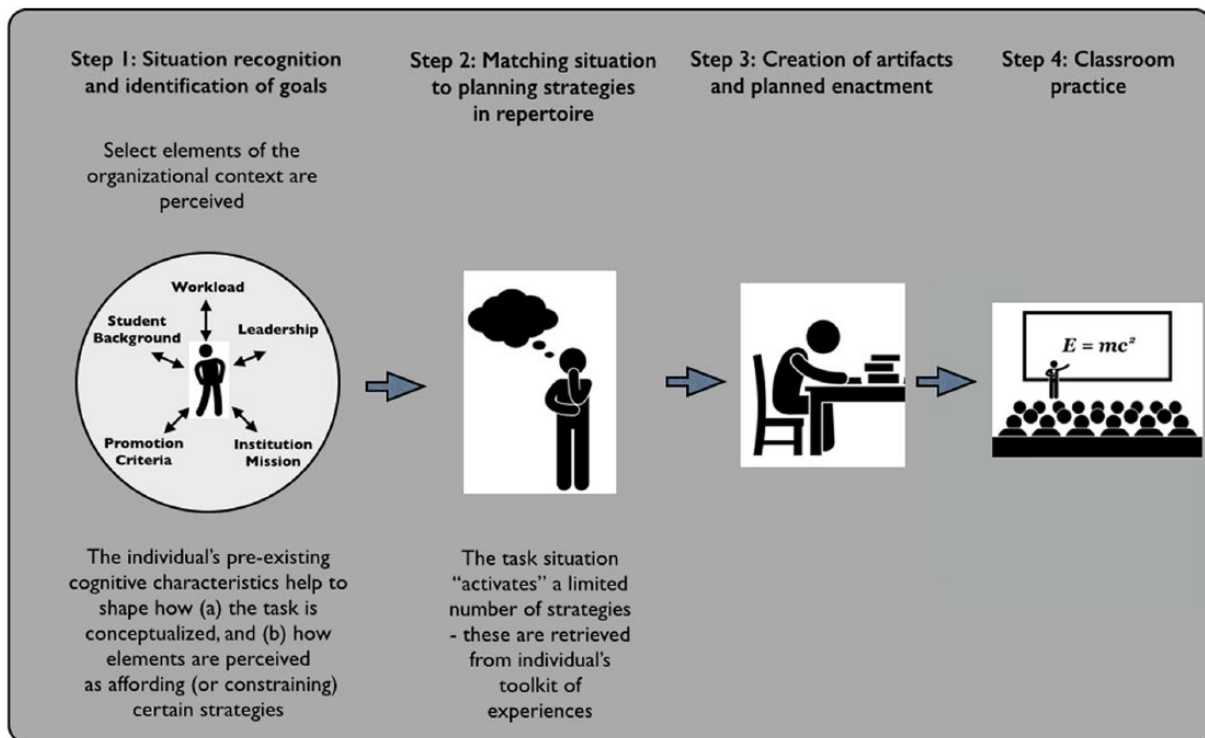 Step 1: Situation recognition
and identification of goals
Select elements of the
organizational context are
perceived
Workload
Student
Background
Leadership
Promotion
Criteria
Institution
Mission
The individual's pre-existing
cognitive characteristics help to
shape how (a) the task is
conceptualized, and (b) how
elements are perceived
as affording (or constraining)
certain strategies
Step 2: Matching situation
to planning strategies
in repertoire
The task situation
“activates” a limited
number of strategies
- these are retrieved
from individual's
toolkit of
experiences
Step 3: Creation of artifacts
and planned enactment
Step 4: Classroom
practice
E = mc²